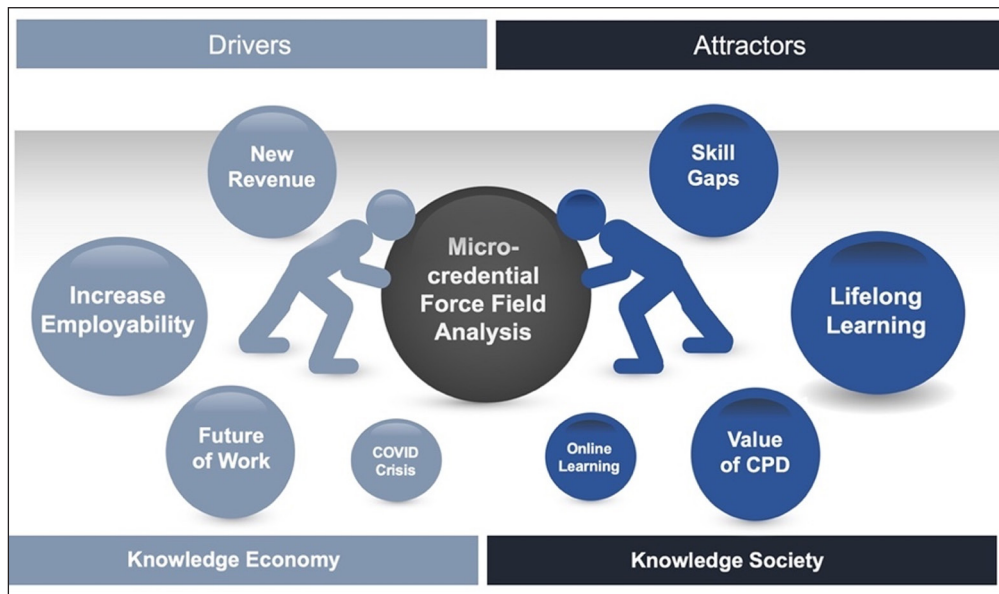 Drivers
Attractors
New
Revenue
Skill
Gaps
Increase
Employability
Micro-
credential
Force Field
Analysis
Lifelong
Learning
Future
of Work
COVID
Crisis
Online
Learning
Value
of CPD
Knowledge Economy
Knowledge Society